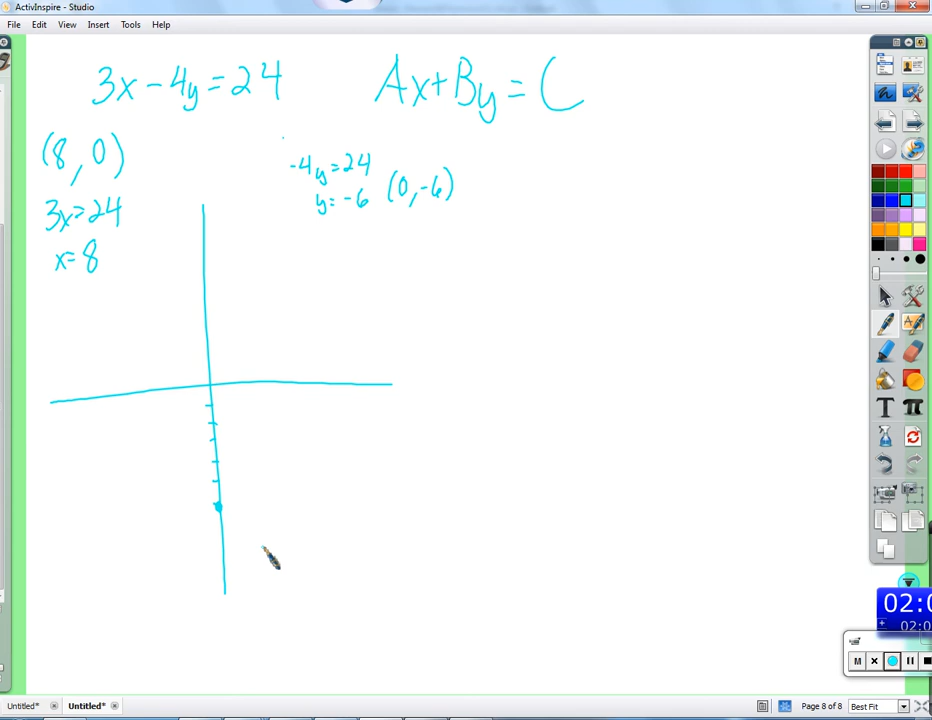 ActivInspire - Studio
File Edit View Insert Tools Help
3x - 4y = 24
Ax + By = C
(8, 0)
3x = 24
x = 8
-4y = 24
y = -6 (0, -6)
02:0
02:0
M
Untitled* Untitled*
Page 8 of 8 Best Fit